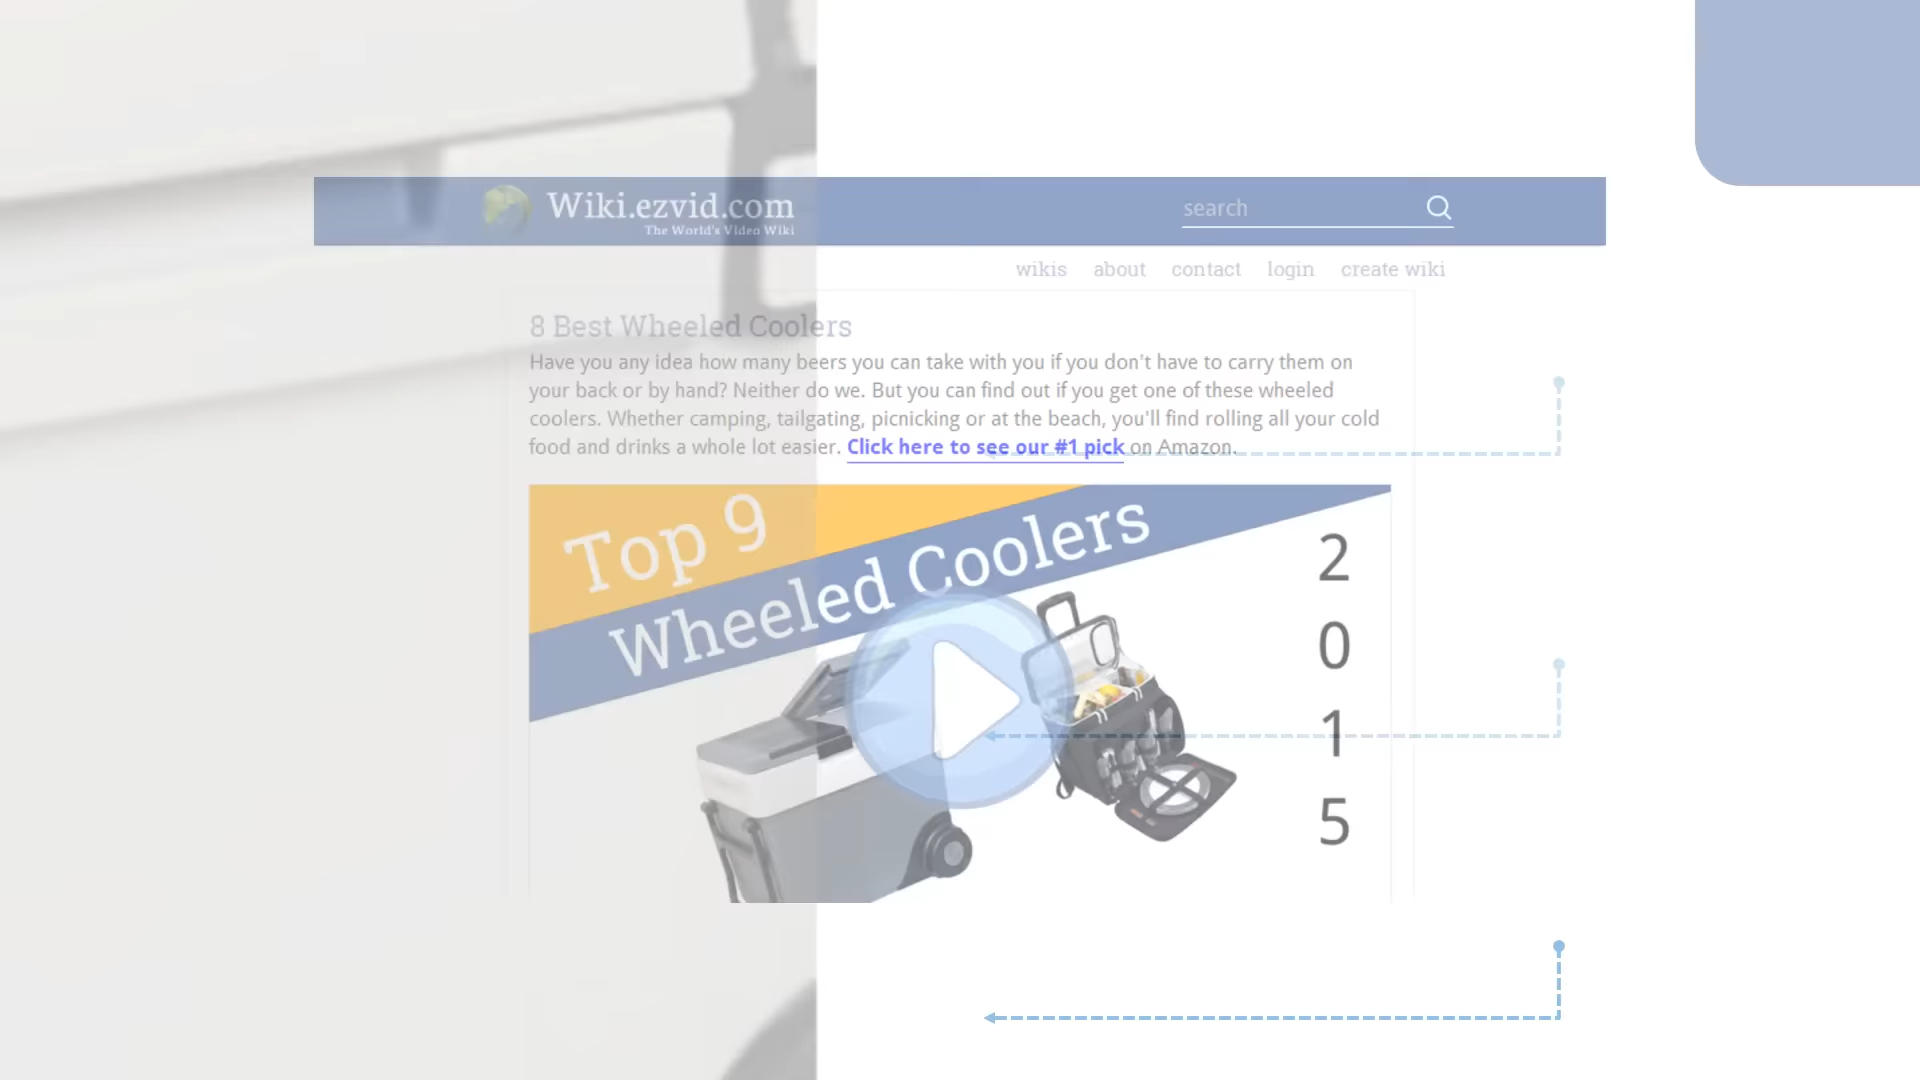 Wiki.ezvid.com
The World's Video Wiki
search
wikis about contact login create wiki
8 Best Wheeled Coolers
Have you any idea how many beers you can take with you if you don't have to carry them on
your back or by hand? Neither do we. But you can find out if you get one of these wheeled
coolers. Whether camping, tailgating, picnicking or at the beach, you'll find rolling all your cold
food and drinks a whole lot easier. Click here to see our #1 pick on Amazon.
Top 9
Wheeled Coolers
2
0
1
5